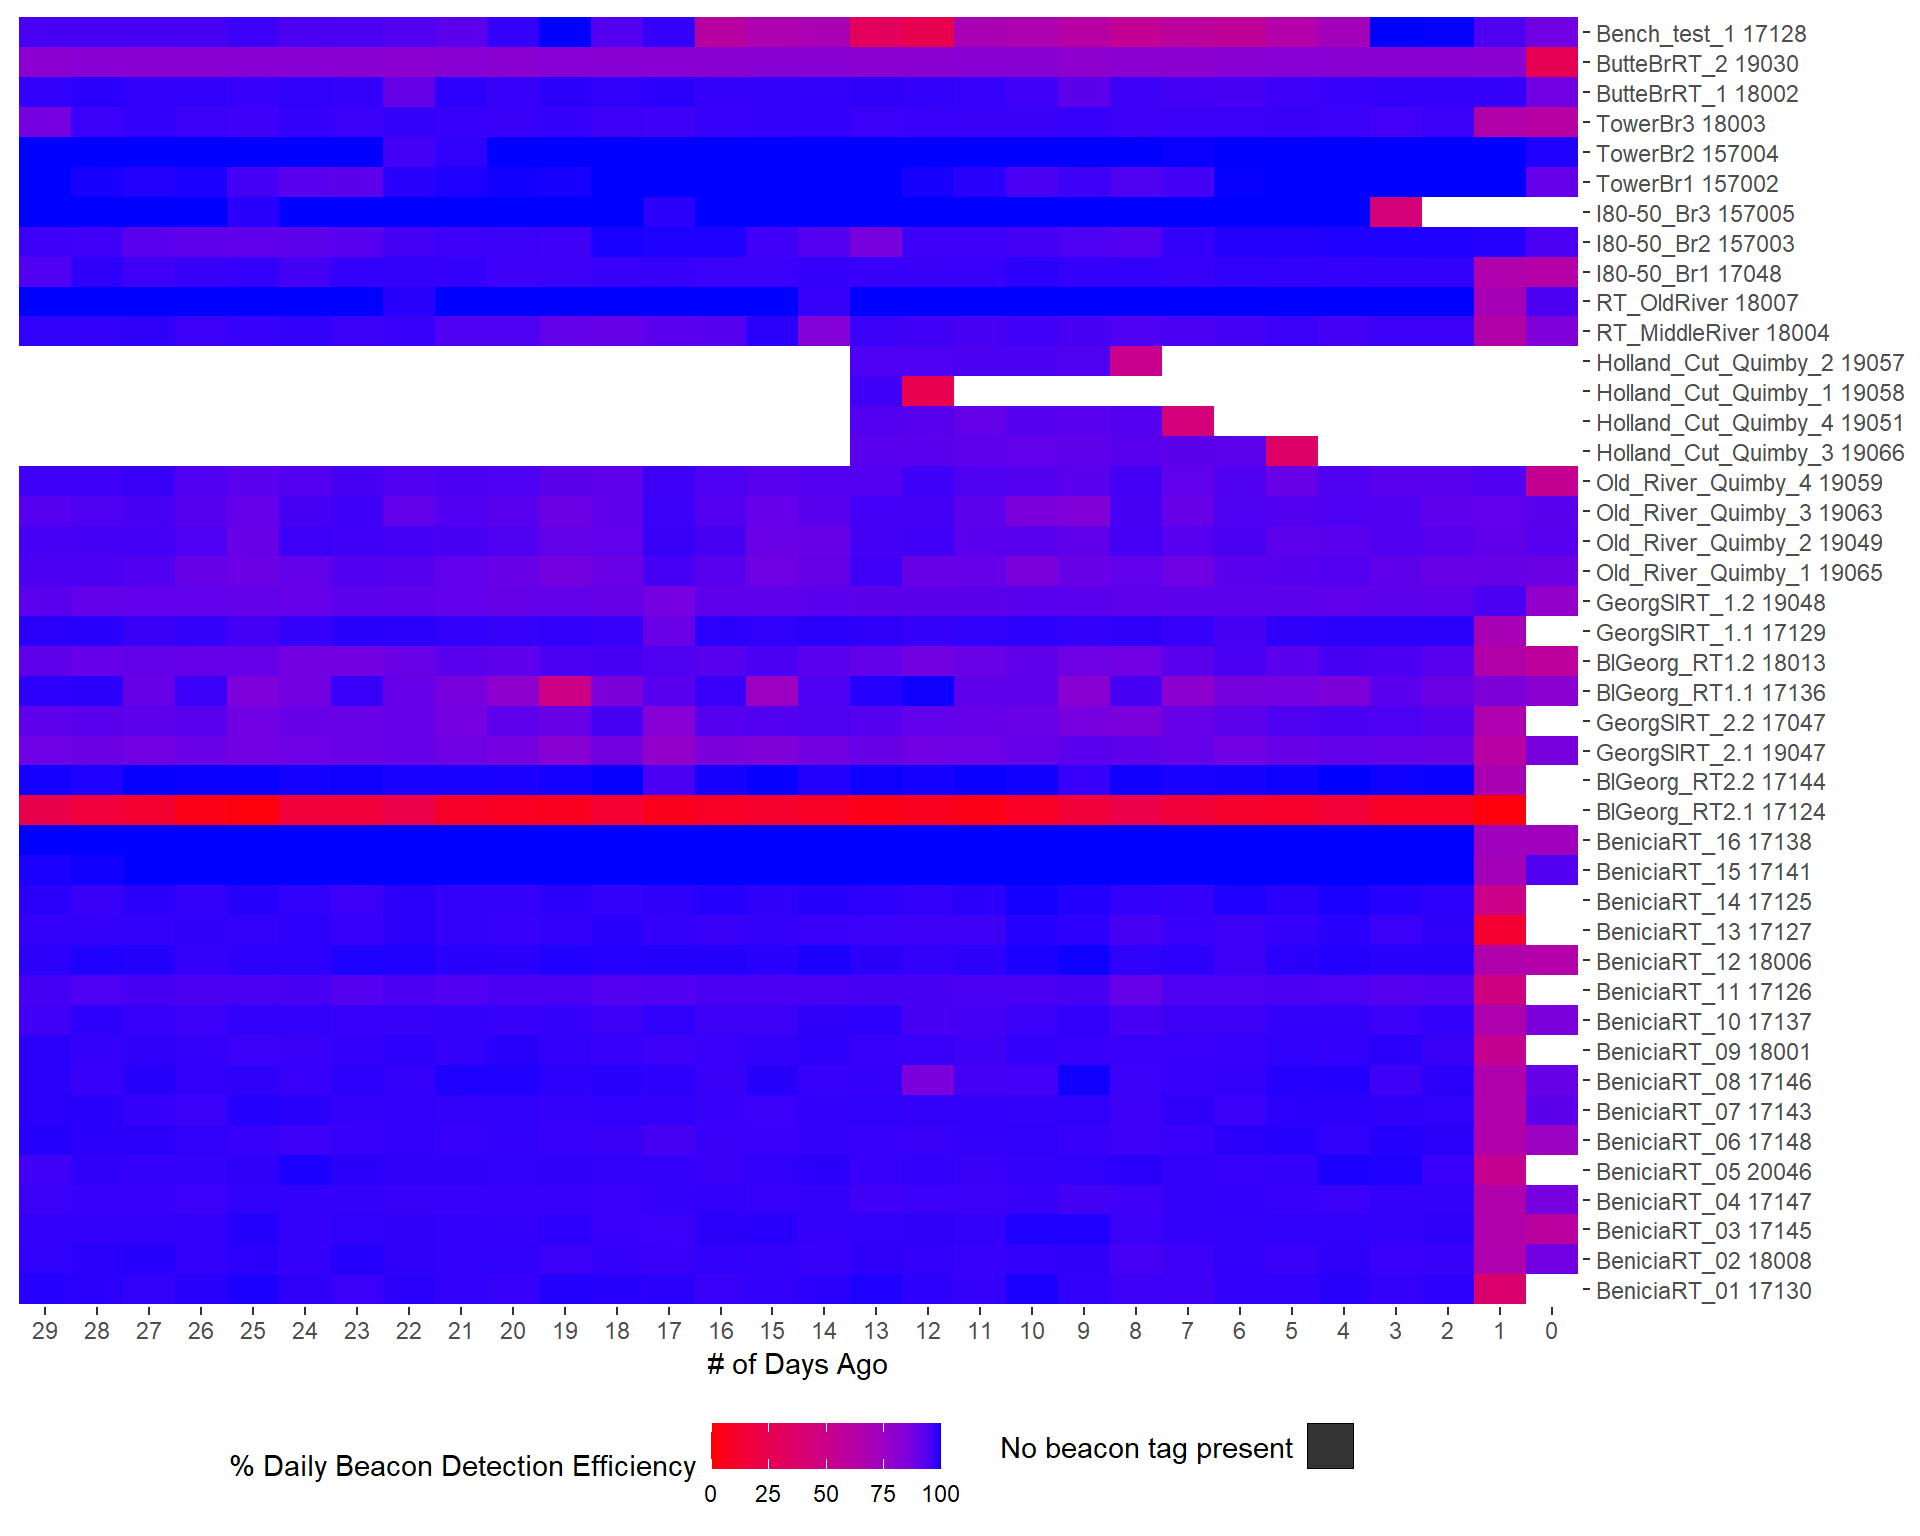 Bench_test_1 17128
ButteBrRT_2 19030
ButteBrRT_1 18002
TowerBr3 18003
TowerBr2 157004
TowerBr1 157002
I80-50_Br3 157005
I80-50_Br2 157003
I80-50_Br1 17048
RT_OldRiver 18007
RT_MiddleRiver 18004
Holland_Cut_Quimby_2 19057
Holland_Cut_Quimby_1 19058
Holland_Cut_Quimby_4 19051
Holland_Cut_Quimby_3 19066
Old_River_Quimby_4 19059
Old_River_Quimby_3 19063
Old_River_Quimby_2 19049
Old_River_Quimby_1 19065
GeorgSlRT_1.2 19048
GeorgSlRT_1.1 17129
BlGeorg_RT1.2 18013
BlGeorg_RT1.1 17136
GeorgSlRT_2.2 17047
GeorgSlRT_2.1 19047
BlGeorg_RT2.2 17144
BlGeorg_RT2.1 17124
BeniciaRT_16 17138
BeniciaRT_15 17141
BeniciaRT_14 17125
BeniciaRT_13 17127
BeniciaRT_12 18006
BeniciaRT_11 17126
BeniciaRT_10 17137
BeniciaRT_09 18001
BeniciaRT_08 17146
BeniciaRT_07 17143
BeniciaRT_06 17148
BeniciaRT_05 20046
BeniciaRT_04 17147
BeniciaRT_03 17145
BeniciaRT_02 18008
BeniciaRT_01 17130
29 28 27 26 25 24 23 22 21 20 19 18 17 16 15 14 13 12 11 10 9 8 7 6 5 4 3 2 1 0
# of Days Ago
% Daily Beacon Detection Efficiency
0 25 50 75 100
No beacon tag present